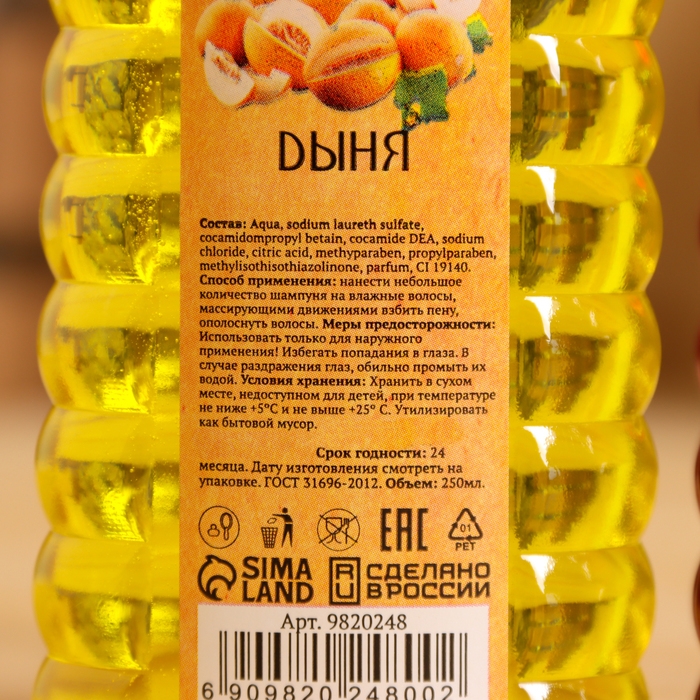 DЫНЯ
Состав: Aqua, sodium laureth sulfate,
cocamidompropyl betain, cocamide DEA, sodium
chloride, citric acid, methyparaben, propylparaben,
methylisothisothiazolinone, parfum, CI 19140.
Способ применения: нанести небольшое
количество шампуня на влажные волосы,
массирующими движениями взбить пену,
ополоснуть волосы. Меры предосторожности:
Использовать только для наружного
применения! Избегать попадания в глаза. В
случае раздражения глаз, обильно промыть их
водой. Условия хранения: Хранить в сухом
месте, недоступном для детей, при температуре
не ниже +5°C и не выше +25° C. Утилизировать
как бытовой мусор.
Срок годности: 24
месяца. Дату изготовления смотреть на
упаковке. ГОСТ 31696-2012. Объем: 250мл.
EAC
01
PET
SIMA
LAND
RU
СДЕЛАНО
В РОССИИ
Арт. 9820248
6 909820 248002